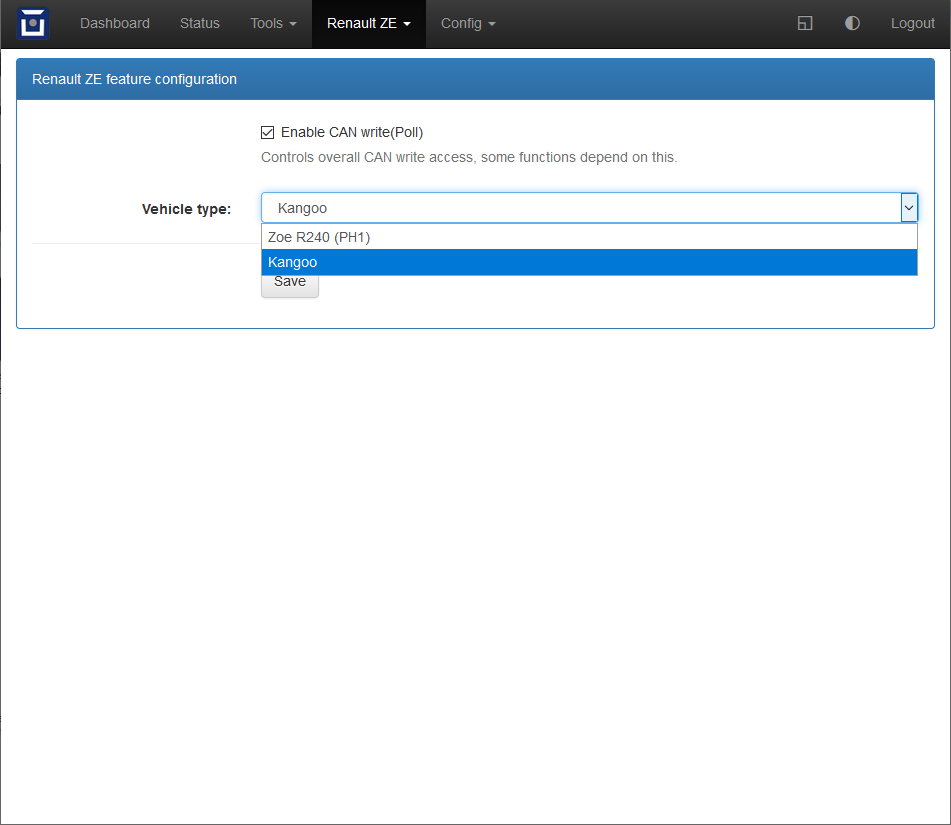 Dashboard Status Tools Renault ZE Config Logout
Renault ZE feature configuration
Enable CAN write(Poll)
Controls overall CAN write access, some functions depend on this.
Vehicle type: Kangoo
Zoe R240 (PH1)
Kangoo
Save